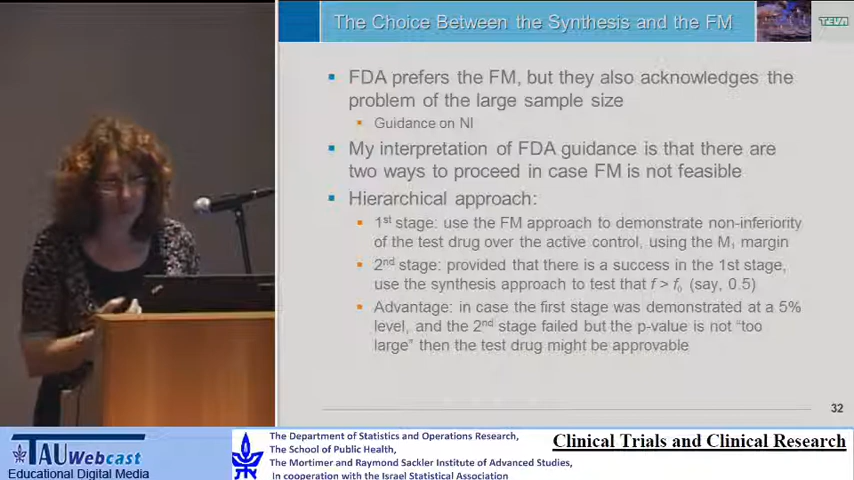 The Choice Between the Synthesis and the FM
TEVA
FDA prefers the FM, but they also acknowledges the
problem of the large sample size
Guidance on NI
My interpretation of FDA guidance is that there are
two ways to proceed in case FM is not feasible
Hierarchical approach:
1st stage: use the FM approach to demonstrate non-inferiority
of the test drug over the active control, using the M₁ margin
2nd stage: provided that there is a success in the 1st stage,
use the synthesis approach to test that f > f₀ (say, 0.5)
Advantage: in case the first stage was demonstrated at a 5%
level, and the 2nd stage failed but the p-value is not "too
large" then the test drug might be approvable
32
TAU Webcast
Educational Digital Media
The Department of Statistics and Operations Research,
The School of Public Health,
The Mortimer and Raymond Sackler Institute of Advanced Studies,
In cooperation with the Israel Statistical Association
Clinical Trials and Clinical Research